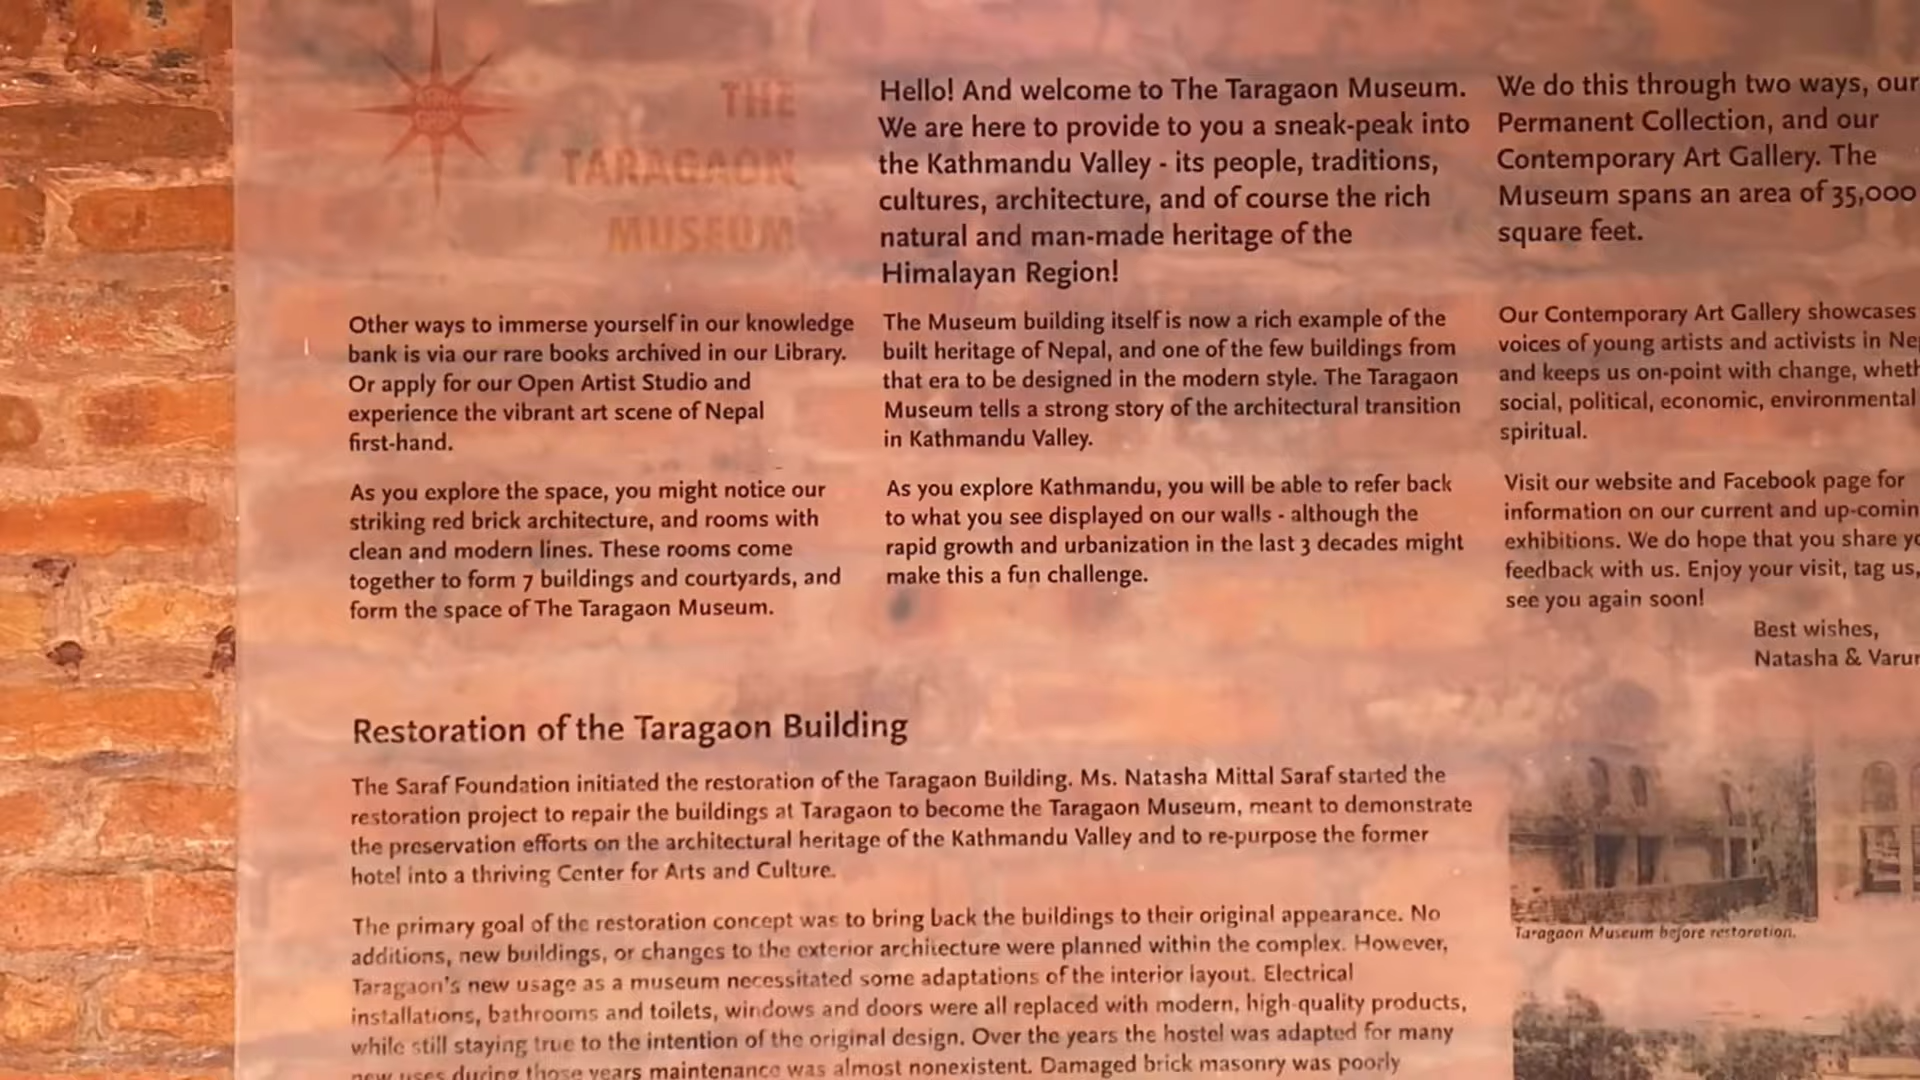 THE
TARAGAON
MUSEUM
Hello! And welcome to The Taragaon Museum.
We are here to provide to you a sneak-peak into
the Kathmandu Valley - its people, traditions,
cultures, architecture, and of course the rich
natural and man-made heritage of the
Himalayan Region!
We do this through two ways, our
Permanent Collection, and our
Contemporary Art Gallery. The
Museum spans an area of 35,000
square feet.
Other ways to immerse yourself in our knowledge
bank is via our rare books archived in our Library.
Or apply for our Open Artist Studio and
experience the vibrant art scene of Nepal
first-hand.
As you explore the space, you might notice our
striking red brick architecture, and rooms with
clean and modern lines. These rooms come
together to form 7 buildings and courtyards, and
form the space of The Taragaon Museum.
The Museum building itself is now a rich example of the
built heritage of Nepal, and one of the few buildings from
that era to be designed in the modern style. The Taragaon
Museum tells a strong story of the architectural transition
in Kathmandu Valley.
As you explore Kathmandu, you will be able to refer back
to what you see displayed on our walls - although the
rapid growth and urbanization in the last 3 decades might
make this a fun challenge.
Our Contemporary Art Gallery showcases
voices of young artists and activists in
and keeps us on-point with change,
social, political, economic, environmental
spiritual.
Visit our website and Facebook page for
information on our current and
exhibitions. We do hope that you share
feedback with us. Enjoy your visit, tag us,
see you again soon!
Best wishes,
Natasha &
Restoration of the Taragaon Building
The Saraf Foundation initiated the restoration of the Taragaon Building. Ms. Natasha Mittal Saraf started the
restoration project to repair the buildings at Taragaon to become the Taragaon Museum, meant to demonstrate
the preservation efforts on the architectural heritage of the Kathmandu Valley and to re-purpose the former
hotel into a thriving Center for Arts and Culture.
The primary goal of the restoration concept was to bring back the buildings to their original appearance. No
additions, new buildings, or changes to the exterior architecture were planned within the complex. However,
Taragaon's new usage as a museum necessitated some adaptations of the interior layout. Electrical
installations, bathrooms and toilets, windows and doors were all replaced with modern, high-quality products,
while still staying true to the intention of the original design. Over the years the hostel was adapted for many
new uses during those years maintenance was almost nonexistent. Damaged brick masonry was poorly
Taragaon Museum before restoration.